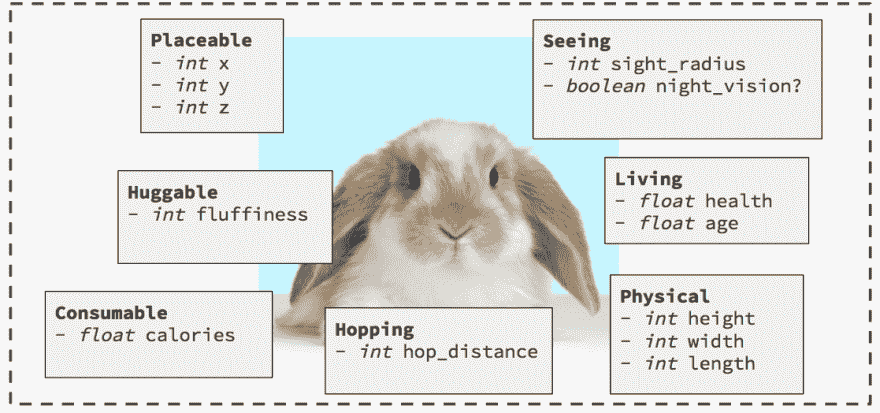 Placeable
- int x
- int y
- int z
Seeing
- int sight_radius
- boolean night_vision?
Huggable
- int fluffiness
Living
- float health
- float age
Consumable
- float calories
Hopping
- int hop_distance
Physical
- int height
- int width
- int length